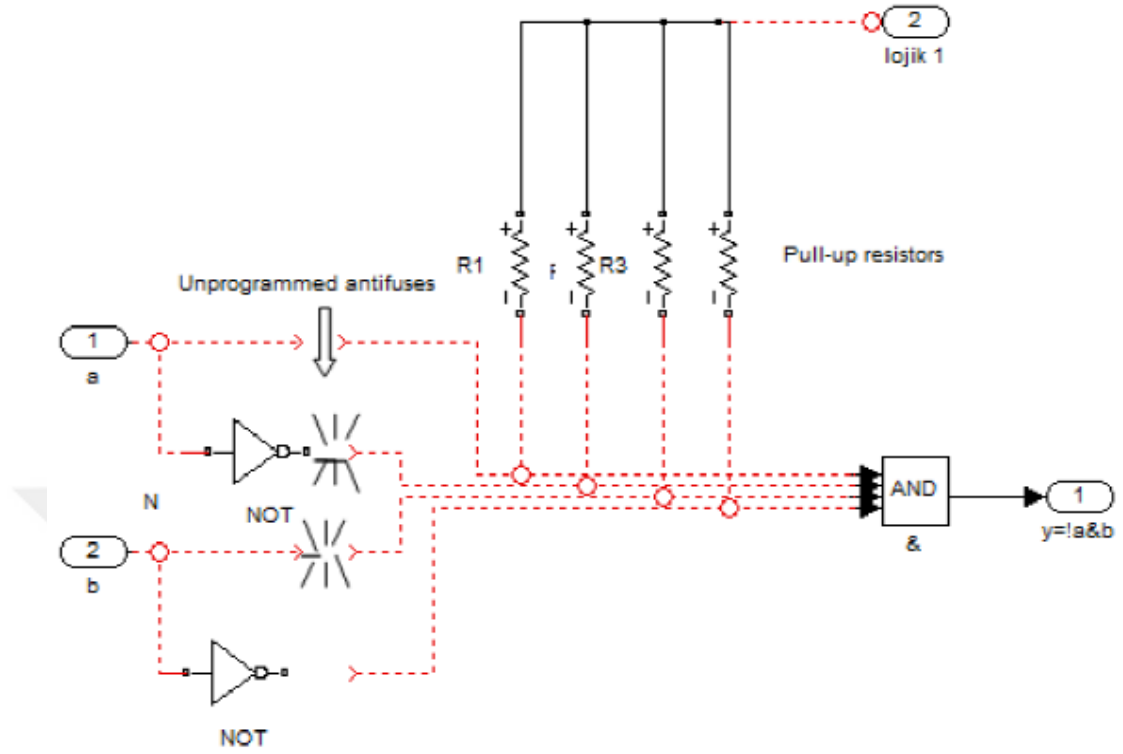 2
lojik 1
R1
R3
Pull-up resistors
Unprogrammed antifuses
1
a
N
NOT
AND
&
1
y=!a&b
2
b
NOT